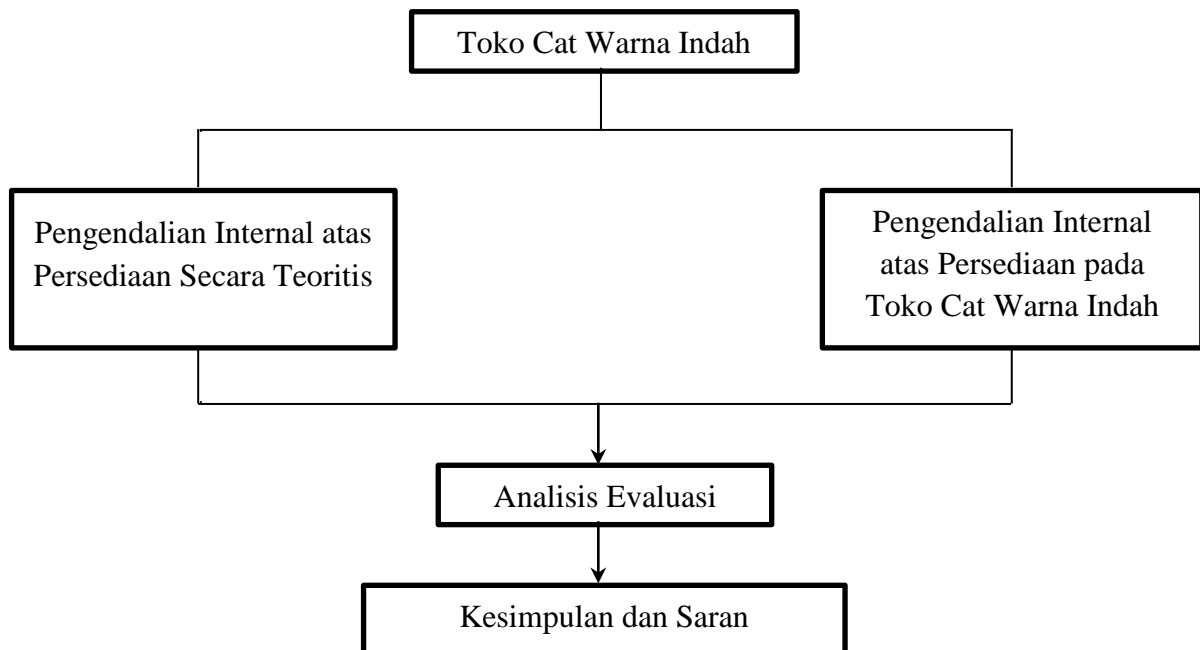 Toko Cat Warna Indah
Pengendalian Internal atas
Persediaan Secara Teoritis
Pengendalian Internal
atas Persediaan pada
Toko Cat Warna Indah
Analisis Evaluasi
Kesimpulan dan Saran